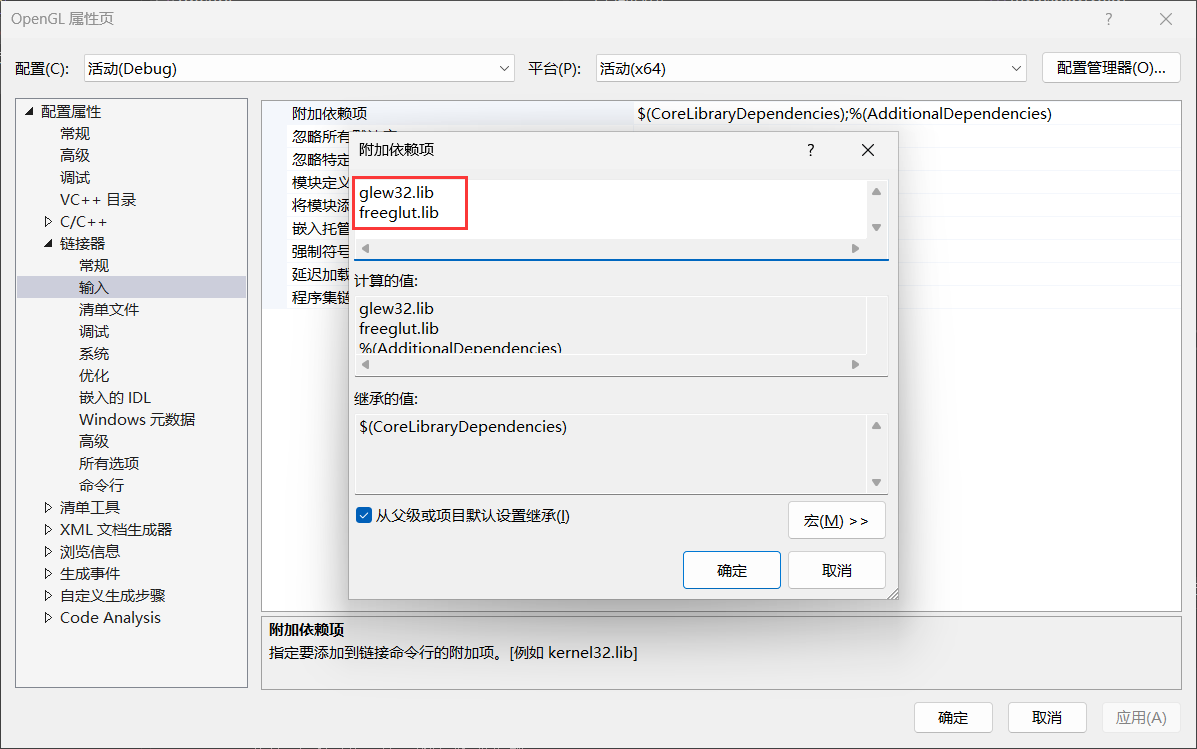 OpenGL 属性页
配置(C):
活动(Debug)
平台(P):
活动(x64)
配置管理器(O)...
配置属性
常规
高级
调试
VC++ 目录
C/C++
链接器
常规
输入
清单文件
调试
系统
优化
嵌入的 IDL
Windows 元数据
高级
所有选项
命令行
清单工具
XML 文档生成器
浏览信息
生成事件
自定义生成步骤
Code Analysis
附加依赖项
$(CoreLibraryDependencies);%(AdditionalDependencies)
忽略所有
忽略特定
模块定义
将模块添
嵌入托管
强制符号
延迟加载
程序集链
附加依赖项
glew32.lib
freeglut.lib
计算的值:
glew32.lib
freeglut.lib
%(AdditionalDependencies)
继承的值:
$(CoreLibraryDependencies)
从父级或项目默认设置继承(I)
宏(M) >>
确定
取消
附加依赖项
指定要添加到链接命令行的附加项。[例如 kernel32.lib]
确定
取消
应用(A)